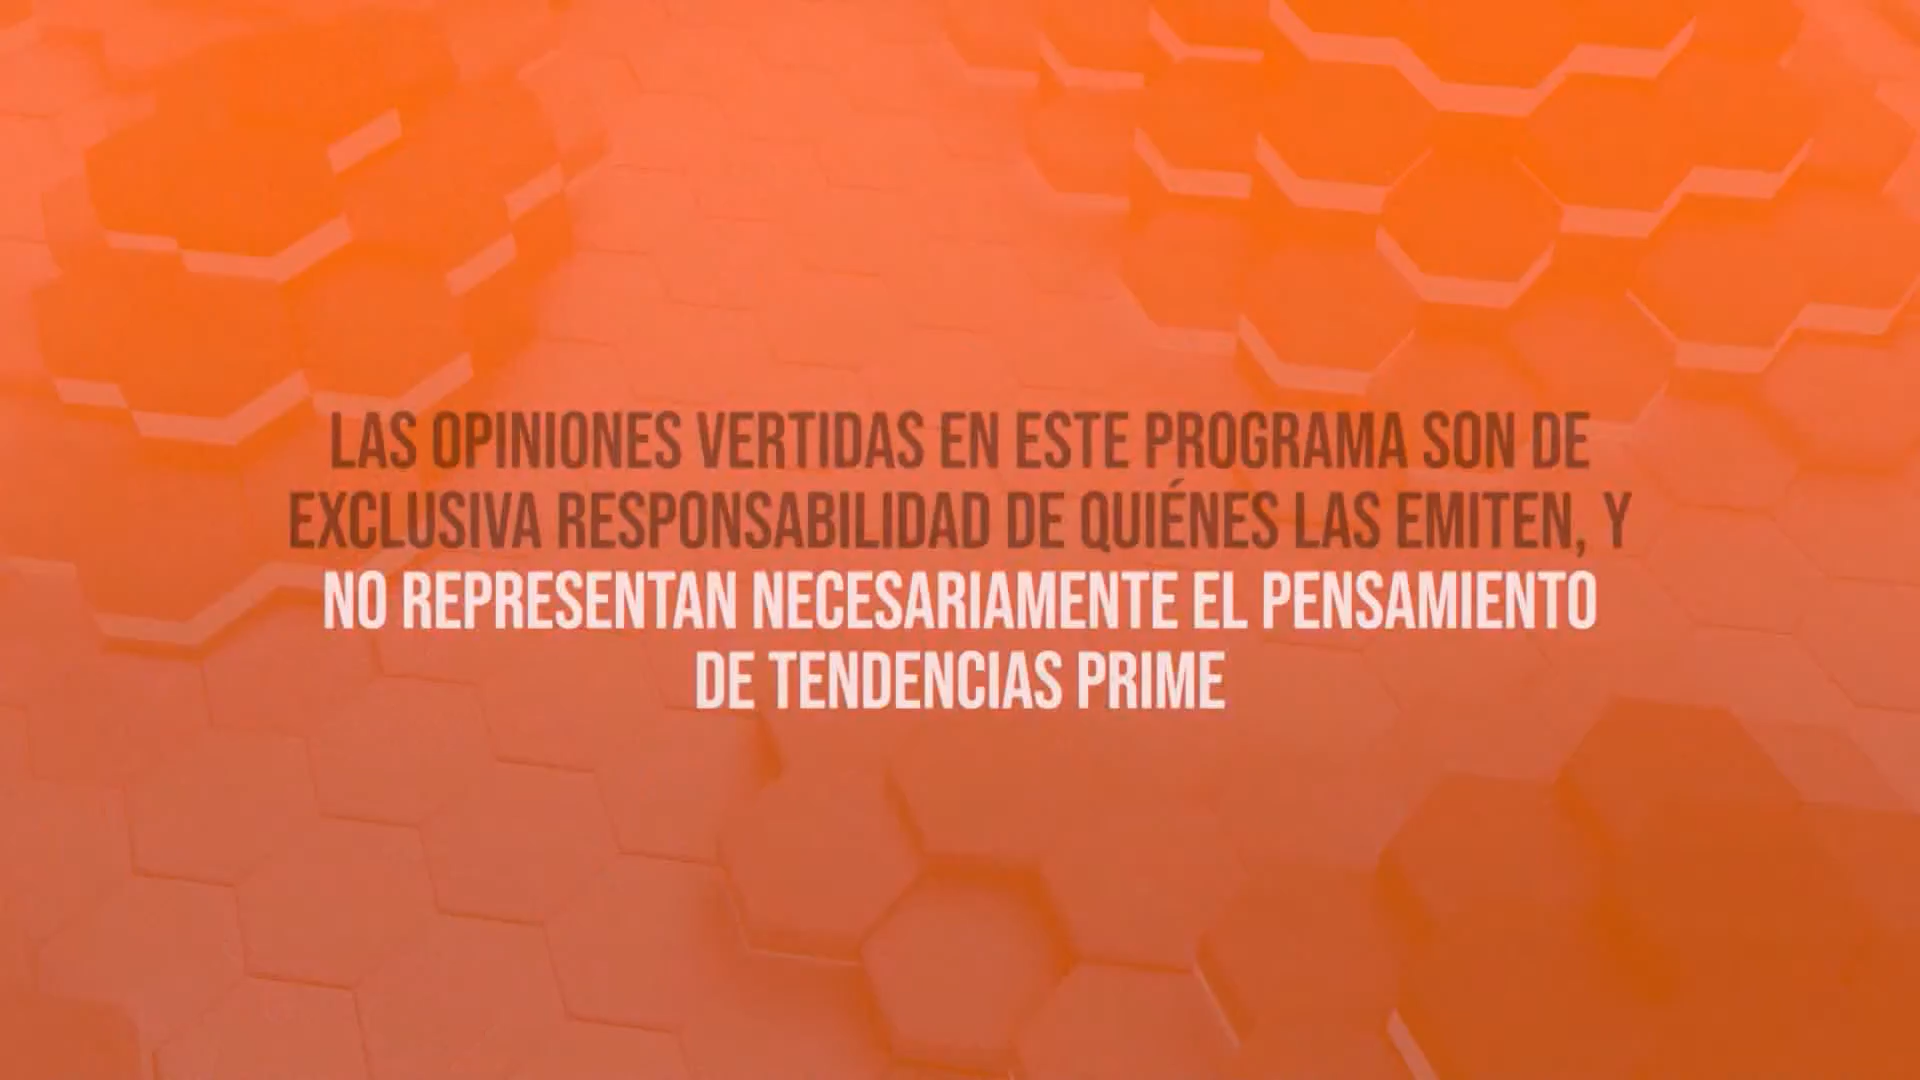 LAS OPINIONES VERTIDAS EN ESTE PROGRAMA SON DE
EXCLUSIVA RESPONSABILIDAD DE QUIÉNES LAS EMITEN, Y
NO REPRESENTAN NECESARIAMENTE EL PENSAMIENTO
DE TENDENCIAS PRIME